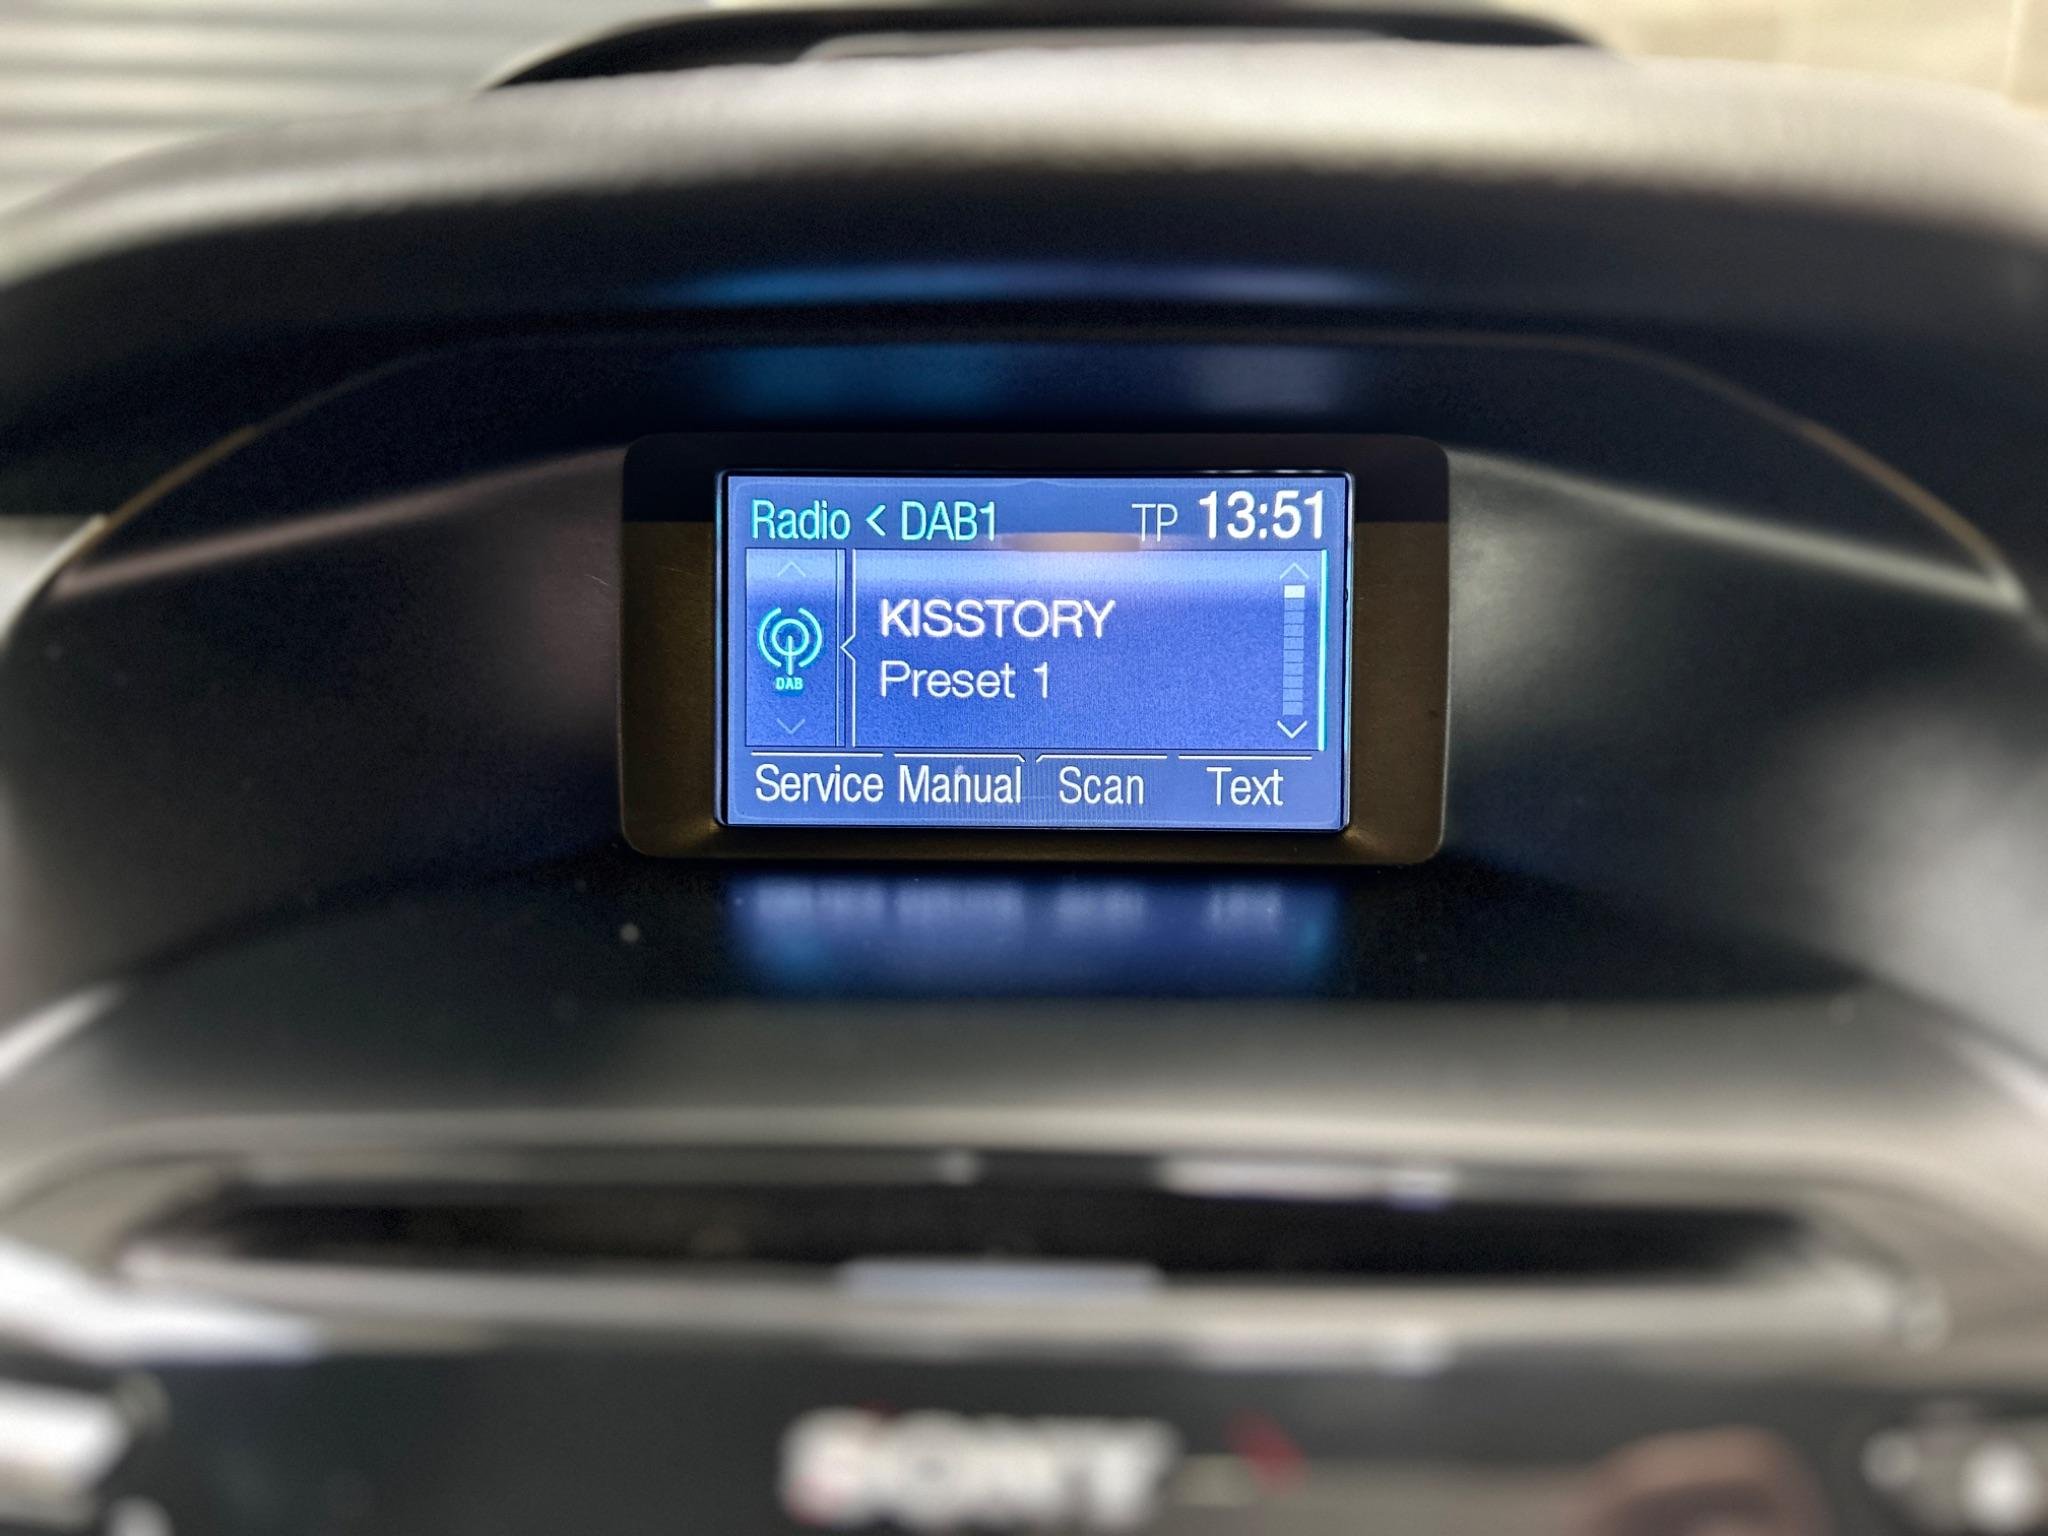 Radio < DAB1 TP 13:51
DAB
KISSTORY
Preset 1
Service Manual Scan Text